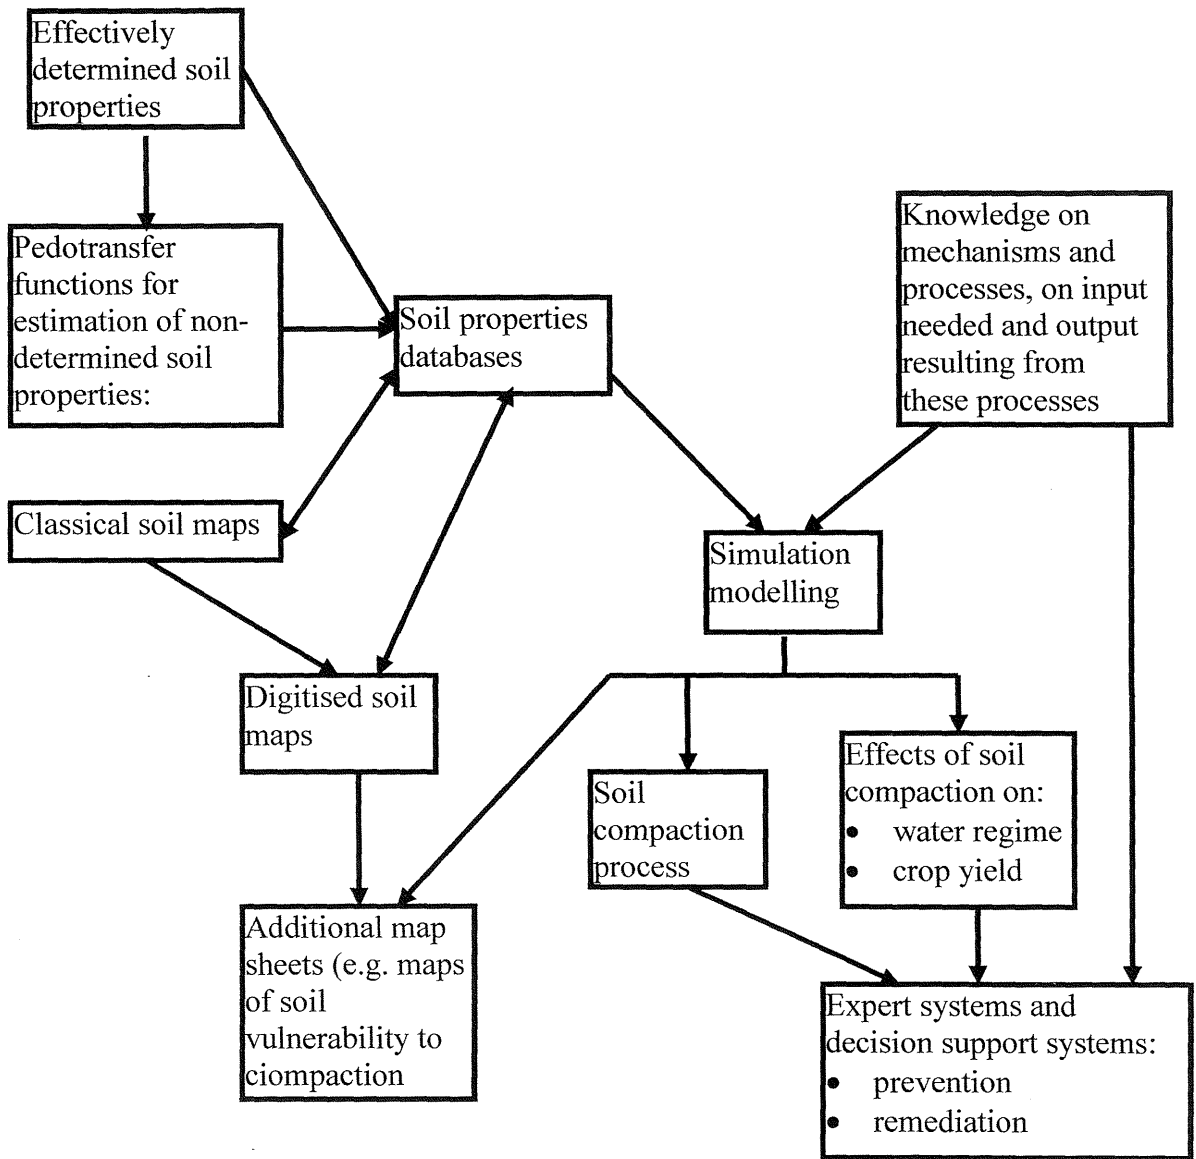 Effectively
determined soil
properties
Pedotransfer
functions for
estimation of non-
determined soil
properties:
Soil properties
databases
Knowledge on
mechanisms and
processes, on input
needed and output
resulting from
these processes
Classical soil maps
Simulation
modelling
Digitised soil
maps
Soil
compaction
process
Effects of soil
compaction on:
• water regime
• crop yield
Additional map
sheets (e.g. maps
of soil
vulnerability to
ciompaction
Expert systems and
decision support systems:
• prevention
• remediation